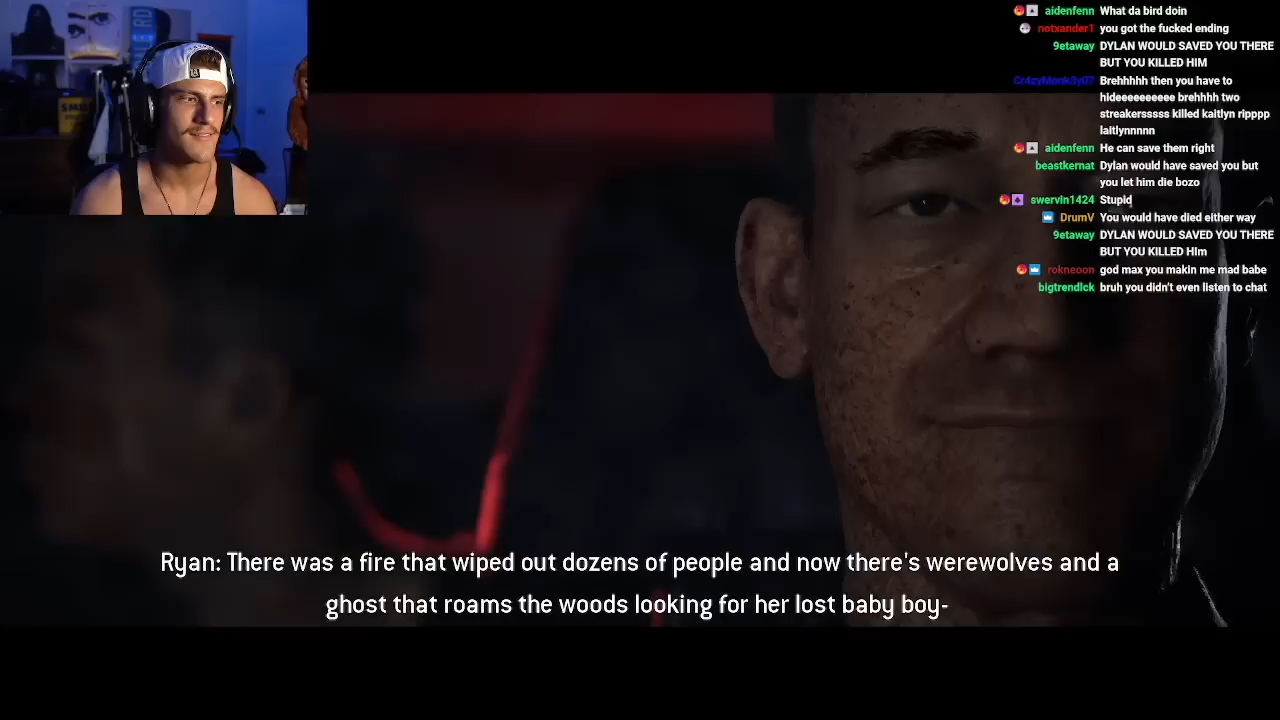 aidenfenn What da bird doin
notxander1 you got the fucked ending
9etaway DYLAN WOULD SAVED YOU THERE
BUT YOU KILLED HIM
Cr4zyMonk3y07 Brehhhhh then you have to
hideeeeeeeeee brehhhh two
streakerssssss killed kaitlyn ripppp
laitlynnnnn
aidenfenn He can save them right
beastkernat Dylan would have saved you but
you let him die bozo
swervin1424 Stupid
DrumV You would have died either way
9etaway DYLAN WOULD SAVED YOU THERE
BUT YOU KILLED HIm
rokneoon god max you makin me mad babe
bigtrendlck bruh you didn't even listen to chat
Ryan: There was a fire that wiped out dozens of people and now there's werewolves and a
ghost that roams the woods looking for her lost baby boy-